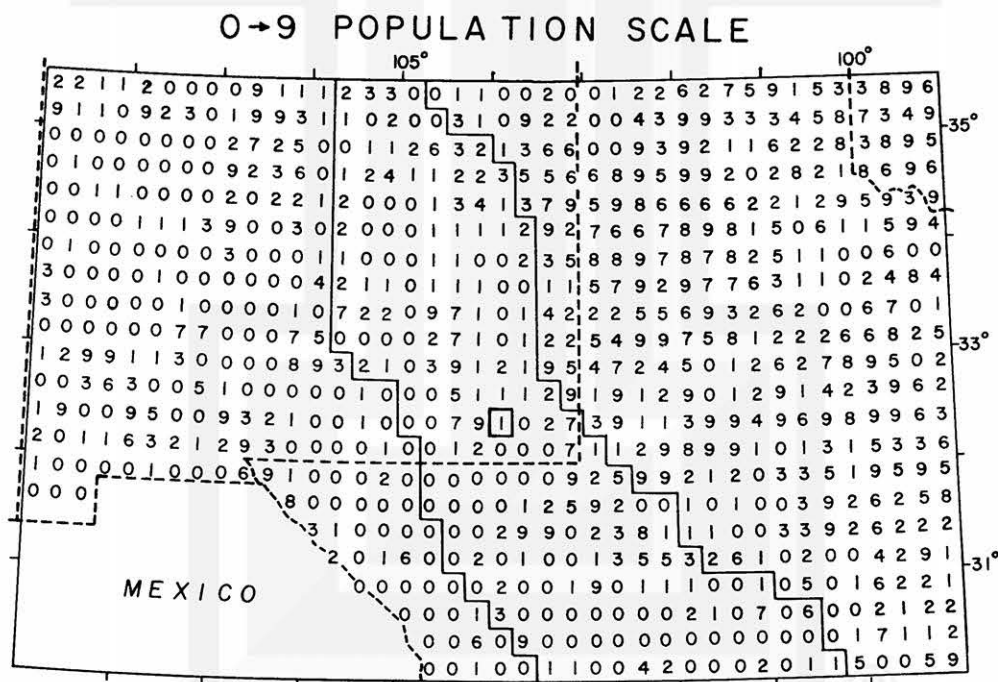 0→9 POPULATION SCALE
105° 100°
2 2 1 1 2 0 0 0 0 9 1 1 1 2 3 3 0 0 1 1 0 0 2 0 0 1 2 2 6 2 7 5 9 1 5 3 3 8 9 6
9 1 1 0 9 2 3 0 1 9 9 3 1 1 0 2 0 0 3 1 0 9 2 2 0 0 4 3 9 9 3 3 3 4 5 8 7 3 4 9 35°
0 0 0 0 0 0 0 0 2 7 2 5 0 0 1 1 2 6 3 2 1 3 6 6 0 0 9 3 9 2 1 1 6 2 2 8 3 8 9 5
0 1 0 0 0 0 0 0 9 2 3 6 0 1 2 4 1 1 2 2 3 5 5 6 6 8 9 5 9 9 2 0 2 8 2 1 8 6 9 6
0 0 1 1 0 0 0 0 2 0 2 2 1 2 0 0 0 1 3 4 1 3 7 9 5 9 8 6 6 6 6 2 2 1 2 9 5 9 3 9
0 0 0 0 1 1 1 3 9 0 0 3 0 2 0 0 0 1 1 1 1 2 9 2 7 6 6 7 8 9 8 1 5 0 6 1 1 5 9 4
0 1 0 0 0 0 0 0 3 0 0 0 1 1 0 0 0 1 1 0 0 2 3 5 8 8 9 7 8 7 8 2 5 1 1 0 0 6 0 0
3 0 0 0 0 1 0 0 0 0 0 0 4 2 1 1 0 1 1 1 0 0 1 1 5 7 9 2 9 7 7 6 3 1 1 0 2 4 8 4
3 0 0 0 0 0 1 0 0 0 0 1 0 7 2 2 0 9 7 1 0 1 4 2 2 2 5 5 6 9 3 2 6 2 0 0 6 7 0 1
0 0 0 0 0 0 7 7 0 0 0 7 5 0 0 0 0 2 7 1 0 1 2 2 5 4 9 9 7 5 8 1 2 2 2 6 6 8 2 5 33°
1 2 9 9 1 1 3 0 0 0 0 8 9 3 2 1 0 3 9 1 2 1 9 5 4 7 2 4 5 0 1 2 6 2 7 8 9 5 0 2
0 0 3 6 3 0 0 5 1 0 0 0 0 0 1 0 0 0 5 1 1 1 2 9 1 9 1 2 9 0 1 2 9 1 4 2 3 9 6 2
1 9 0 0 9 5 0 0 9 3 2 1 0 0 1 0 0 0 7 9 1 0 2 7 3 9 1 1 3 9 9 4 9 6 9 8 9 9 6 3
2 0 1 1 6 3 2 1 2 9 3 0 0 0 0 1 0 0 1 2 0 0 0 7 1 1 2 9 8 9 9 1 0 1 3 1 5 3 3 6
1 0 0 0 0 1 0 0 0 6 9 1 0 0 0 2 0 0 0 0 0 0 0 9 2 5 9 9 2 1 2 0 3 3 5 1 9 5 9 5
0 0 0 8 0 0 0 0 0 0 0 0 0 1 2 5 9 2 0 0 1 0 1 0 0 3 9 2 6 2 5 8
3 1 0 0 0 0 0 0 2 9 9 0 2 3 8 1 1 1 0 0 3 3 9 2 6 2 2 2
2 0 1 6 0 0 2 0 1 0 0 1 3 5 5 3 2 6 1 0 2 0 0 4 2 9 1 31°
MEXICO 0 0 0 0 0 0 2 0 0 1 9 0 1 1 1 0 0 1 0 5 0 1 6 2 2 1
0 0 0 0 1 3 0 0 0 0 0 0 0 0 2 1 0 7 0 6 0 0 2 1 2 2
0 0 6 0 9 0 0 0 0 0 0 0 0 0 0 0 0 0 0 1 7 1 1 2
0 0 1 0 0 1 1 0 0 4 2 0 0 0 2 0 1 1 5 0 0 5 9